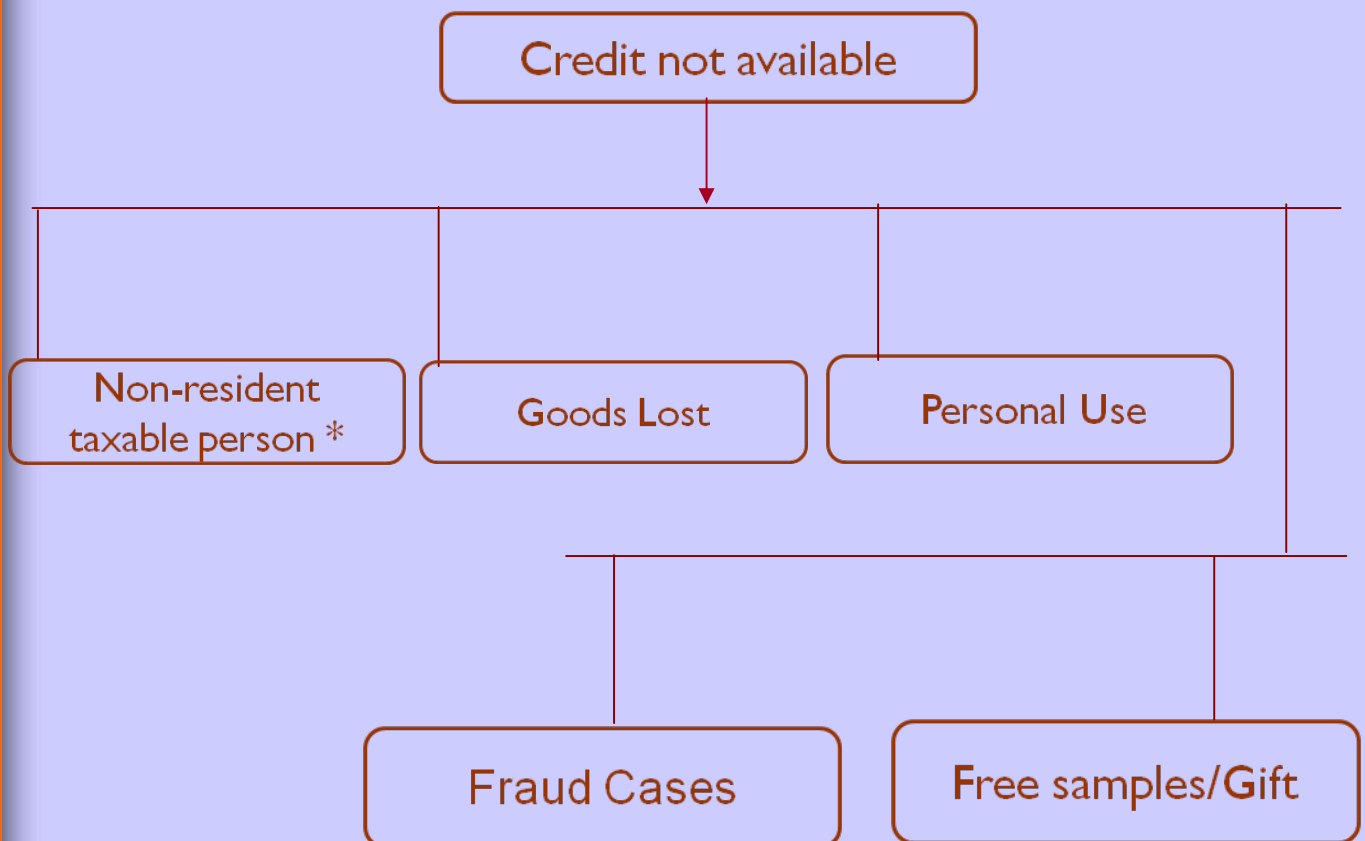 Credit not available
Non-resident
taxable person *
Goods Lost
Personal Use
Fraud Cases
Free samples/Gift